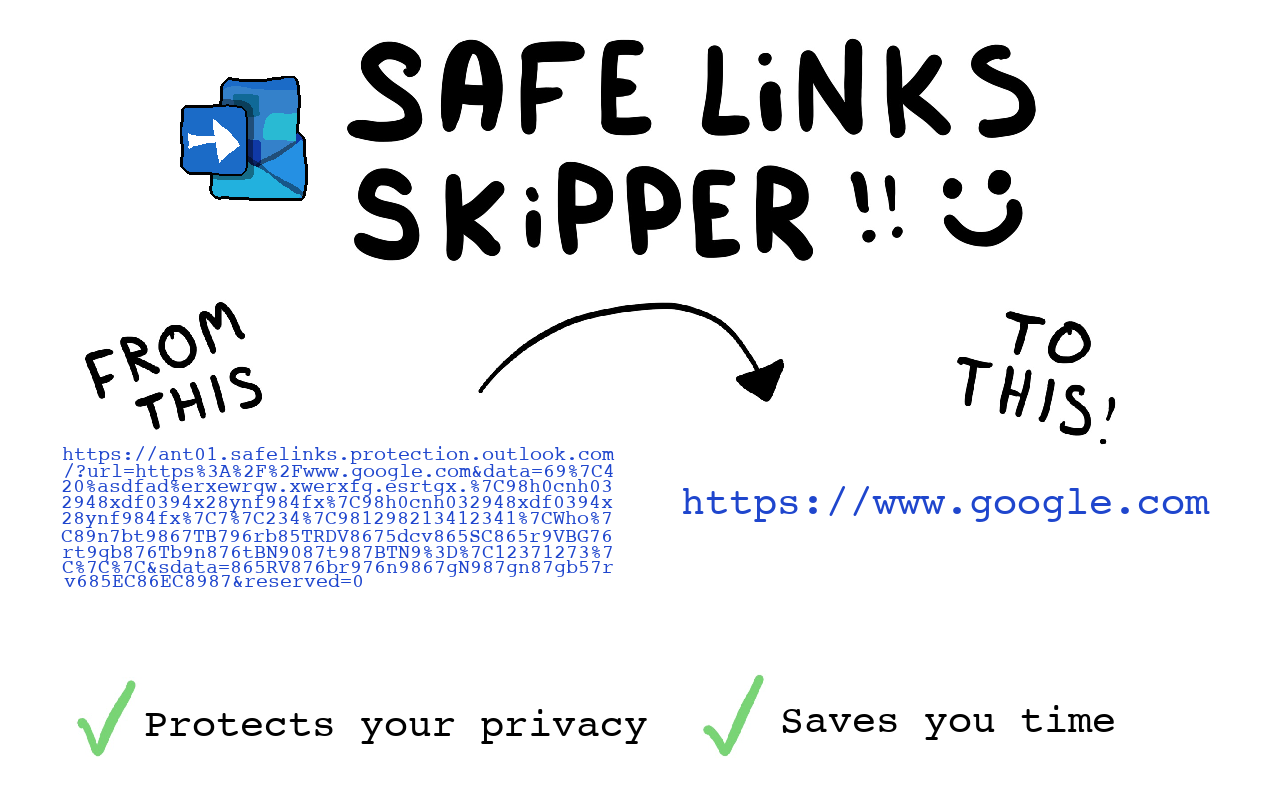 SAFE LiNKS
SKiPPER !!
FROM
THIS
TO
THIS!
https://ant01.safelinks.protection.outlook.com
/?url=https%3A%2F%2Fwww.google.com&data=69%7C4
20%asdfad%erxewrqw.xwerxfg.esrtgx.%7C98h0cnh03
2948xdf0394x28ynf984fx%7C98h0cnh032948xdf0394x
28ynf984fx%7C7%7C234%7C981298213412341%7CWho%7
C89n7bt9867TB796rb85TRDV8675dcv865SC865r9VBG76
rt9qb876Tb9n876tBN9087t987BTN9%3D%7C12371273%7
C%7C%7C&sdata=865RV876br976n9867gN987gn87gb57r
v685EC86EC8987&reserved=0
https://www.google.com
Protects your privacy
Saves you time